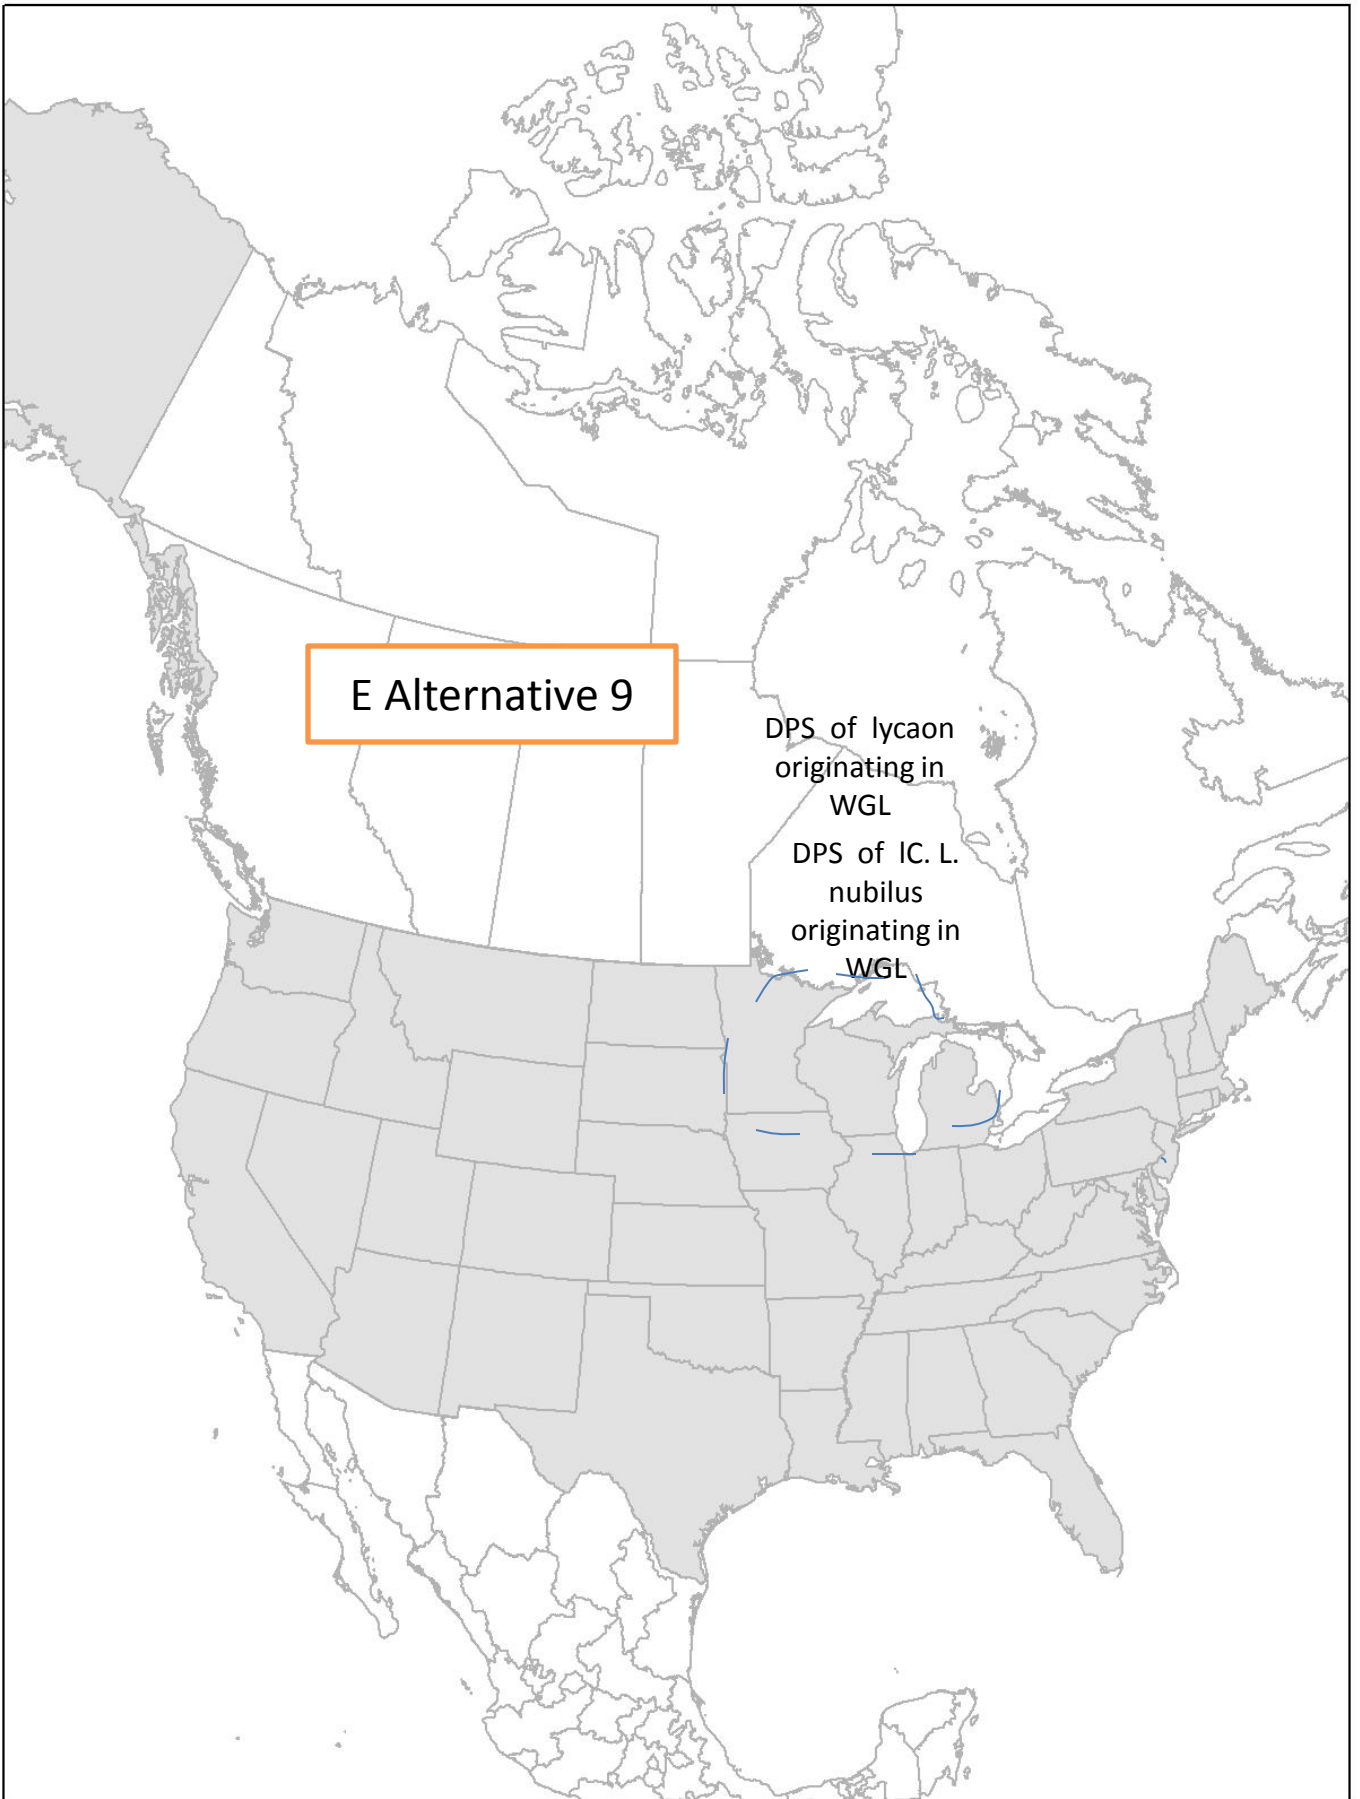 E Alternative 9
DPS of lycaon
originating in
WGL
DPS of lC. L.
nubilus
originating in
WGL